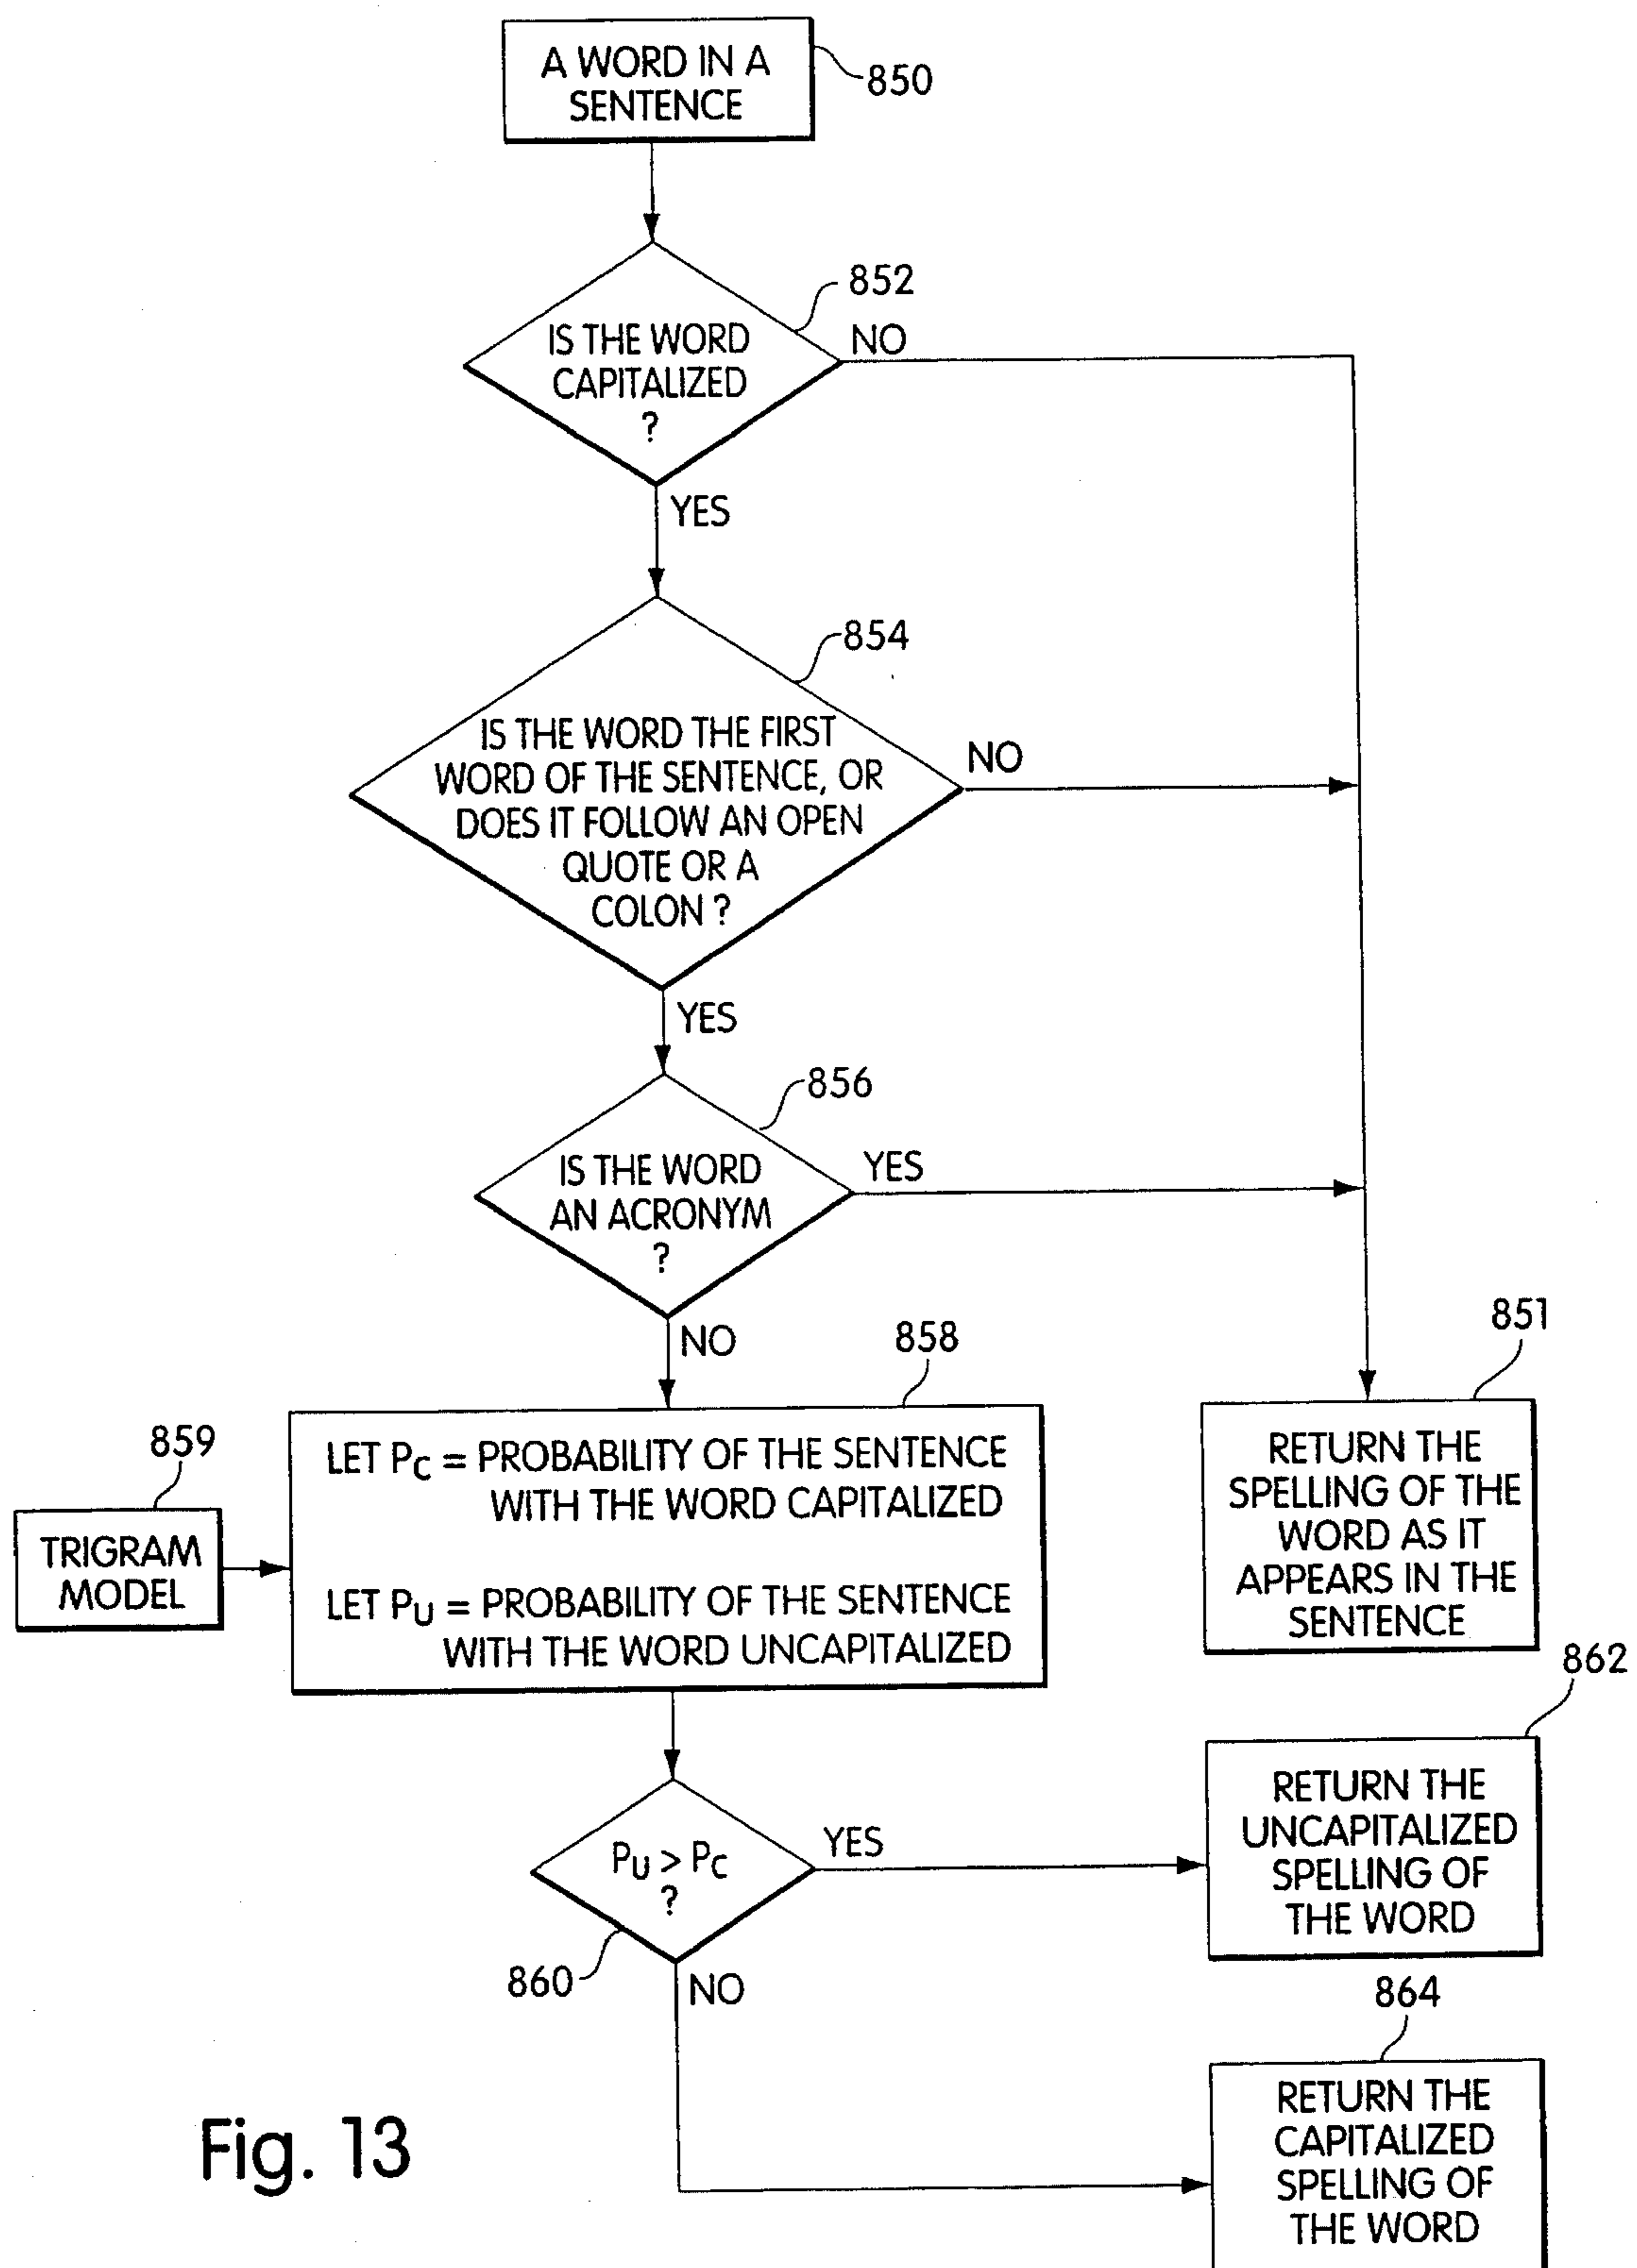 A WORD IN A
SENTENCE
850
852
IS THE WORD
CAPITALIZED
?
NO
YES
854
IS THE WORD THE FIRST
WORD OF THE SENTENCE, OR
DOES IT FOLLOW AN OPEN
QUOTE OR A
COLON ?
NO
YES
856
IS THE WORD
AN ACRONYM
?
YES
NO
858
LET PC = PROBABILITY OF THE SENTENCE
WITH THE WORD CAPITALIZED
LET PU = PROBABILITY OF THE SENTENCE
WITH THE WORD UNCAPITALIZED
859
TRIGRAM
MODEL
851
RETURN THE
SPELLING OF THE
WORD AS IT
APPEARS IN THE
SENTENCE
PU > PC
?
860
YES
NO
862
RETURN THE
UNCAPITALIZED
SPELLING OF
THE WORD
864
RETURN THE
CAPITALIZED
SPELLING OF
THE WORD
Fig. 13